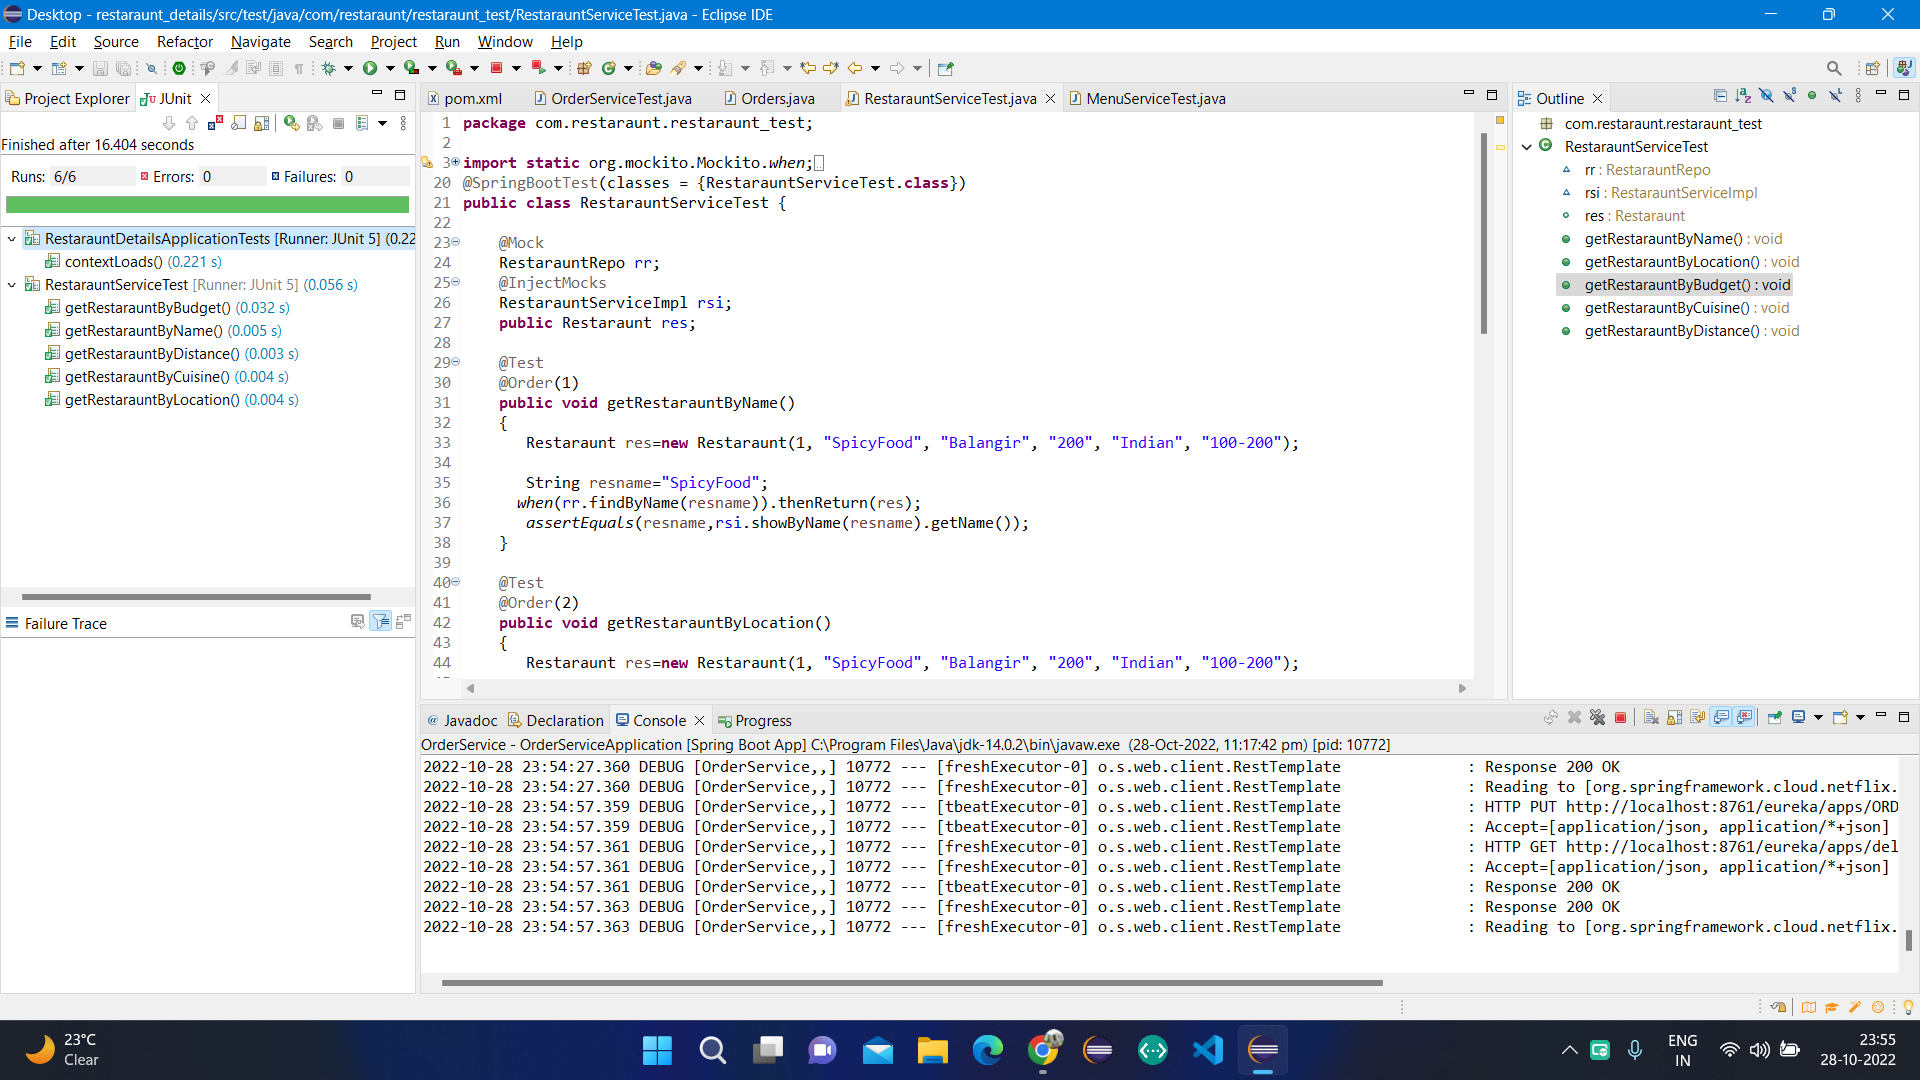 Desktop - restaraunt_details/src/test/java/com/restaraunt/restaraunt_test/RestarauntServiceTest.java - Eclipse IDE
File Edit Source Refactor Navigate Search Project Run Window Help
Project Explorer JUnit
Finished after 16.404 seconds
Runs: 6/6 Errors: 0 Failures: 0
RestarauntDetailsApplicationTests [Runner: JUnit 5] (0.22
contextLoads() (0.221 s)
RestarauntServiceTest [Runner: JUnit 5] (0.056 s)
getRestarauntByBudget() (0.032 s)
getRestarauntByName() (0.005 s)
getRestarauntByDistance() (0.003 s)
getRestarauntByCuisine() (0.004 s)
getRestarauntByLocation() (0.004 s)
Failure Trace
pom.xml OrderServiceTest.java Orders.java RestarauntServiceTest.java MenuServiceTest.java
1 package com.restaraunt.restaraunt_test;
2
3 import static org.mockito.Mockito.when;
20 @SpringBootTest(classes = {RestarauntServiceTest.class})
21 public class RestarauntServiceTest {
22
23 @Mock
24 RestarauntRepo rr;
25 @InjectMocks
26 RestarauntServiceImpl rsi;
27 public Restaraunt res;
28
29 @Test
30 @Order(1)
31 public void getRestarauntByName()
32 {
33 Restaraunt res=new Restaraunt(1, "SpicyFood", "Balangir", "200", "Indian", "100-200");
34
35 String resname="SpicyFood";
36 when(rr.findByName(resname)).thenReturn(res);
37 assertEquals(resname,rsi.showByName(resname).getName());
38 }
39
40 @Test
41 @Order(2)
42 public void getRestarauntByLocation()
43 {
44 Restaraunt res=new Restaraunt(1, "SpicyFood", "Balangir", "200", "Indian", "100-200");
Outline
com.restaraunt.restaraunt_test
RestarauntServiceTest
rr : RestarauntRepo
rsi : RestarauntServiceImpl
res : Restaraunt
getRestarauntByName() : void
getRestarauntByLocation() : void
getRestarauntByBudget() : void
getRestarauntByCuisine() : void
getRestarauntByDistance() : void
@ Javadoc Declaration Console Progress
OrderService - OrderServiceApplication [Spring Boot App] C:\Program Files\Java\jdk-14.0.2\bin\javaw.exe (28-Oct-2022, 11:17:42 pm) [pid: 10772]
2022-10-28 23:54:27.360 DEBUG [OrderService,,] 10772 --- [freshExecutor-0] o.s.web.client.RestTemplate : Response 200 OK
2022-10-28 23:54:27.360 DEBUG [OrderService,,] 10772 --- [freshExecutor-0] o.s.web.client.RestTemplate : Reading to [org.springframework.cloud.netflix.
2022-10-28 23:54:57.359 DEBUG [OrderService,,] 10772 --- [tbeatExecutor-0] o.s.web.client.RestTemplate : HTTP PUT http://localhost:8761/eureka/apps/ORD
2022-10-28 23:54:57.359 DEBUG [OrderService,,] 10772 --- [tbeatExecutor-0] o.s.web.client.RestTemplate : Accept=[application/json, application/*+json]
2022-10-28 23:54:57.361 DEBUG [OrderService,,] 10772 --- [freshExecutor-0] o.s.web.client.RestTemplate : HTTP GET http://localhost:8761/eureka/apps/del
2022-10-28 23:54:57.361 DEBUG [OrderService,,] 10772 --- [freshExecutor-0] o.s.web.client.RestTemplate : Accept=[application/json, application/*+json]
2022-10-28 23:54:57.361 DEBUG [OrderService,,] 10772 --- [tbeatExecutor-0] o.s.web.client.RestTemplate : Response 200 OK
2022-10-28 23:54:57.363 DEBUG [OrderService,,] 10772 --- [freshExecutor-0] o.s.web.client.RestTemplate : Response 200 OK
2022-10-28 23:54:57.363 DEBUG [OrderService,,] 10772 --- [freshExecutor-0] o.s.web.client.RestTemplate : Reading to [org.springframework.cloud.netflix.
23°C
Clear
ENG
IN
23:55
28-10-2022